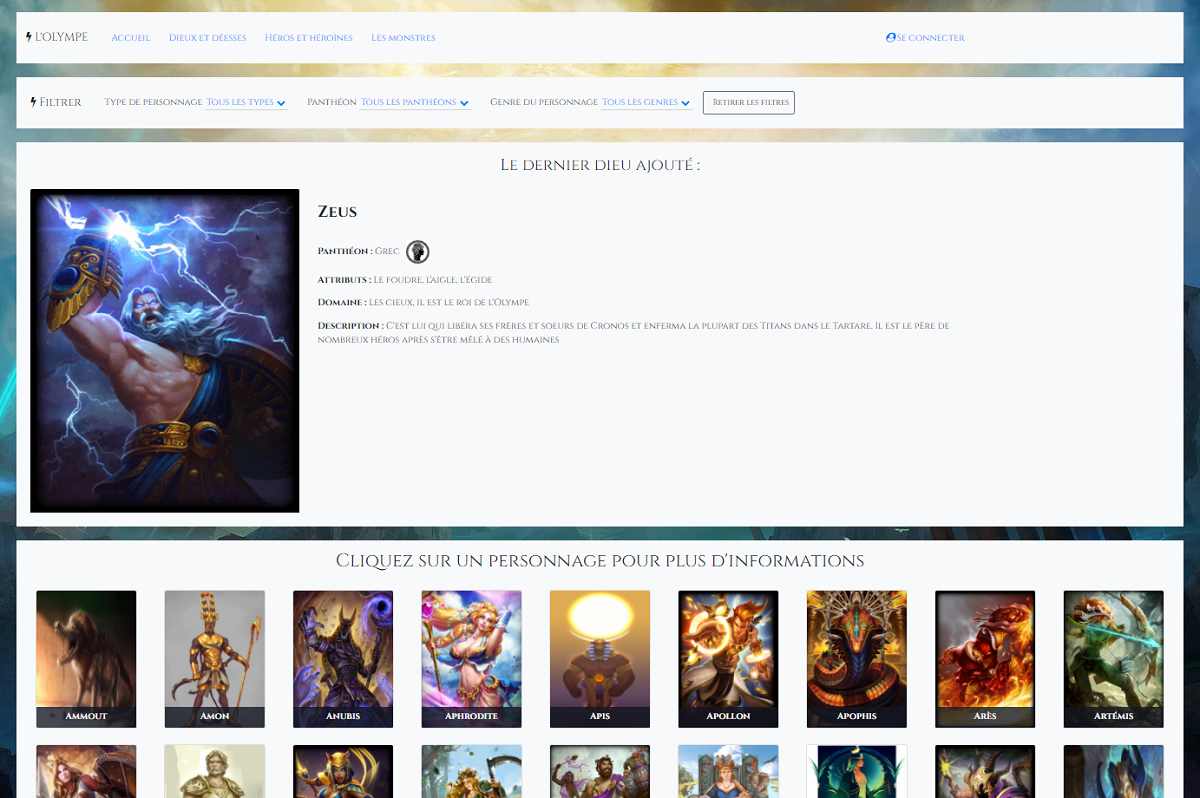 L'Olympe Accueil Dieux et déesses Héros et héroïnes Les monstres Se connecter
Filtrer Type de personnage Tous les types Panthéon Tous les panthéons Genre du personnage Tous les genres Retirer les filtres
Le dernier dieu ajouté :
Zeus
Panthéon : Grec
Attributs : Le foudre, l'aigle, l'égide
Domaine : Les cieux, il est le roi de l'Olympe
Description : C'est lui qui libéra ses frères et soeurs de Cronos et enferma la plupart des Titans dans le Tartare. Il est le père de
nombreux héros après s'être mêlé à des humaines
Cliquez sur un personnage pour plus d'informations
Ammout Amon Anubis Aphrodite Apis Apollon Apophis Arès Artémis